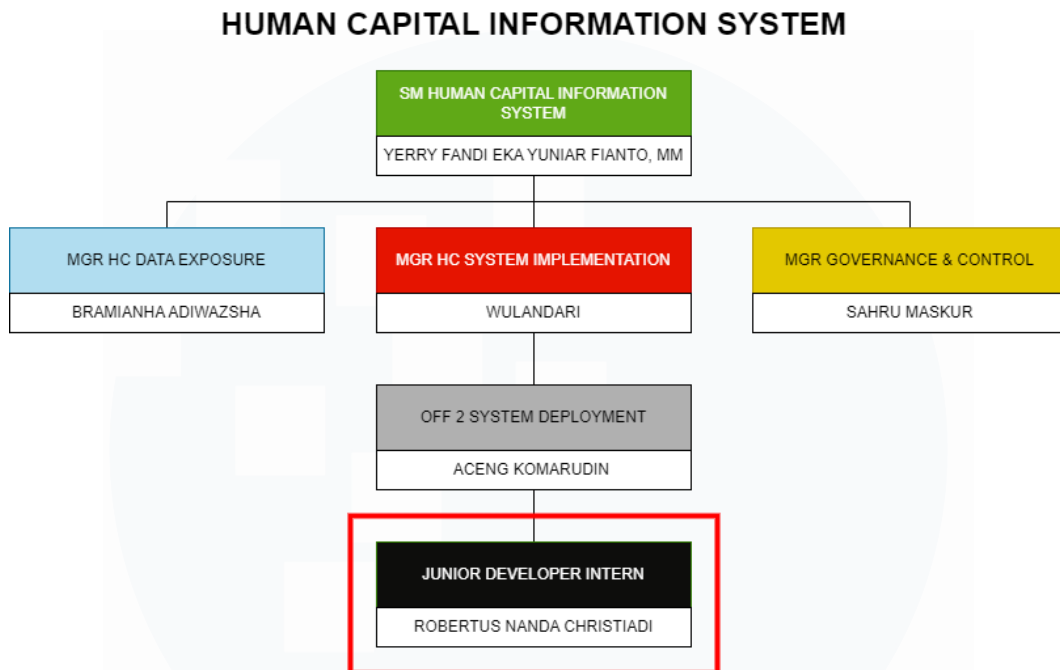 HUMAN CAPITAL INFORMATION SYSTEM
SM HUMAN CAPITAL INFORMATION
SYSTEM
YERRY FANDI EKA YUNIAR FIANTO, MM
MGR HC DATA EXPOSURE
BRAMIANHA ADIWAZSHA
MGR HC SYSTEM IMPLEMENTATION
WULANDARI
MGR GOVERNANCE & CONTROL
SAHRU MASKUR
OFF 2 SYSTEM DEPLOYMENT
ACENG KOMARUDIN
JUNIOR DEVELOPER INTERN
ROBERTUS NANDA CHRISTIADI